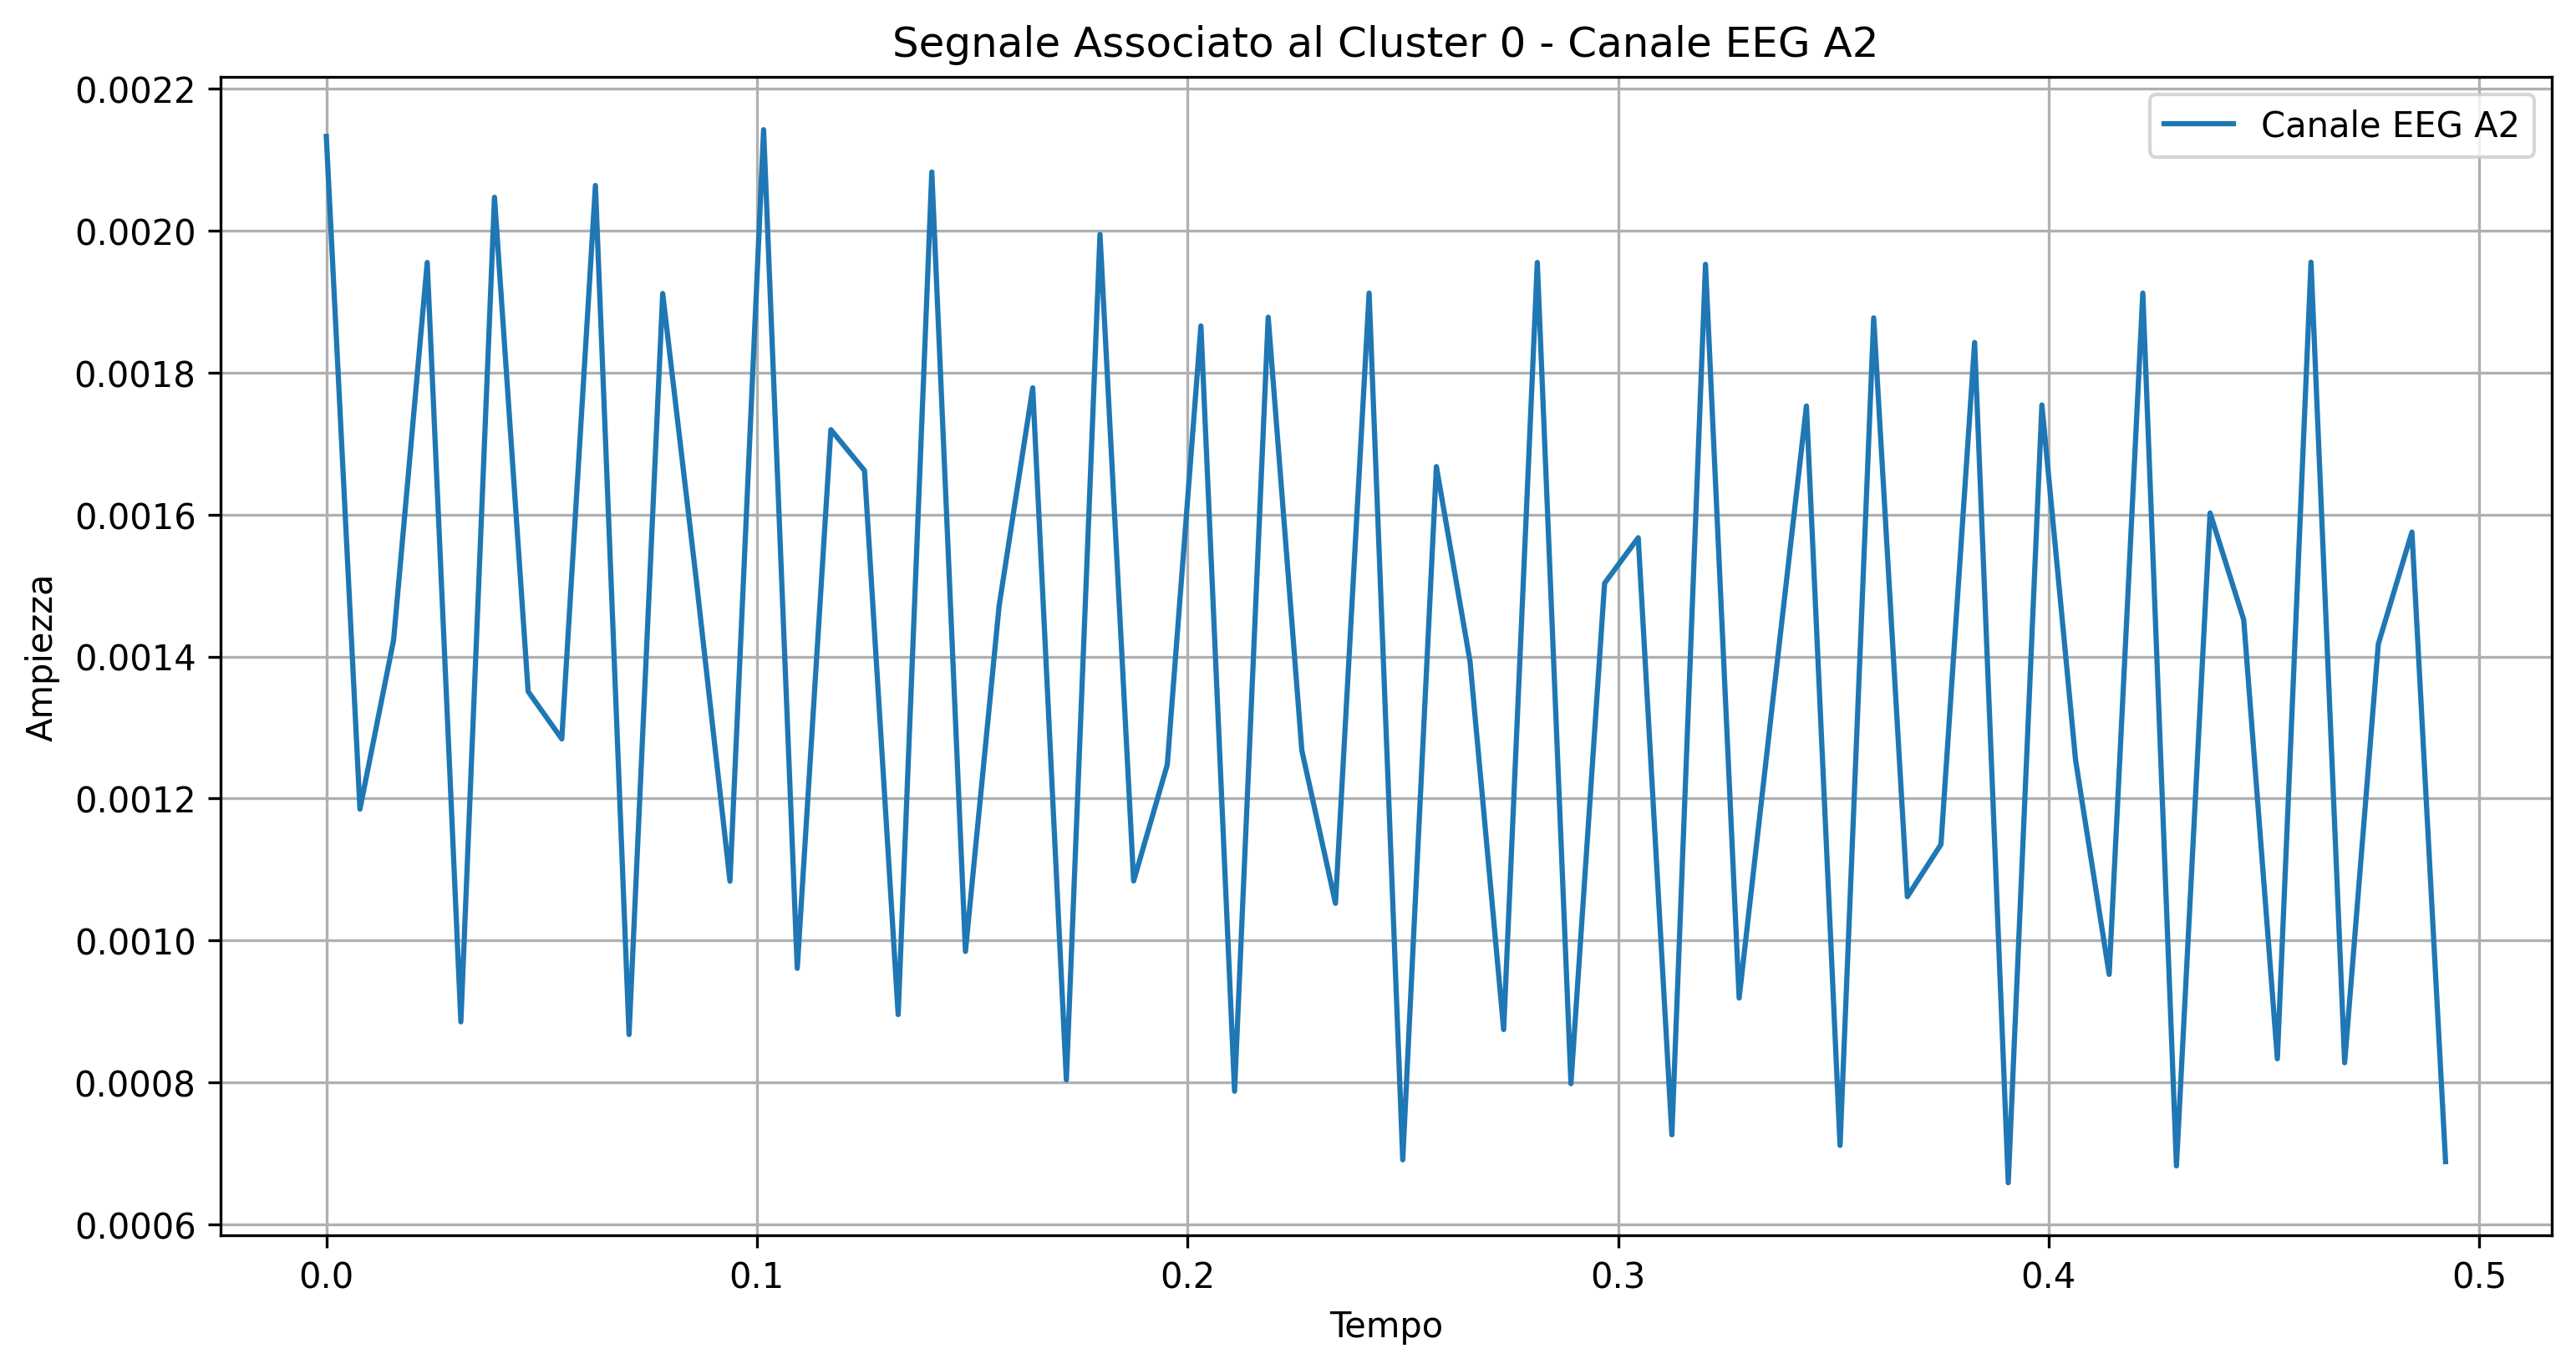 Segnale Associato al Cluster 0 - Canale EEG A2
Canale EEG A2
0.0022
0.0020
0.0018
0.0016
0.0014
0.0012
0.0010
0.0008
0.0006
Ampiezza
0.0 0.1 0.2 0.3 0.4 0.5
Tempo